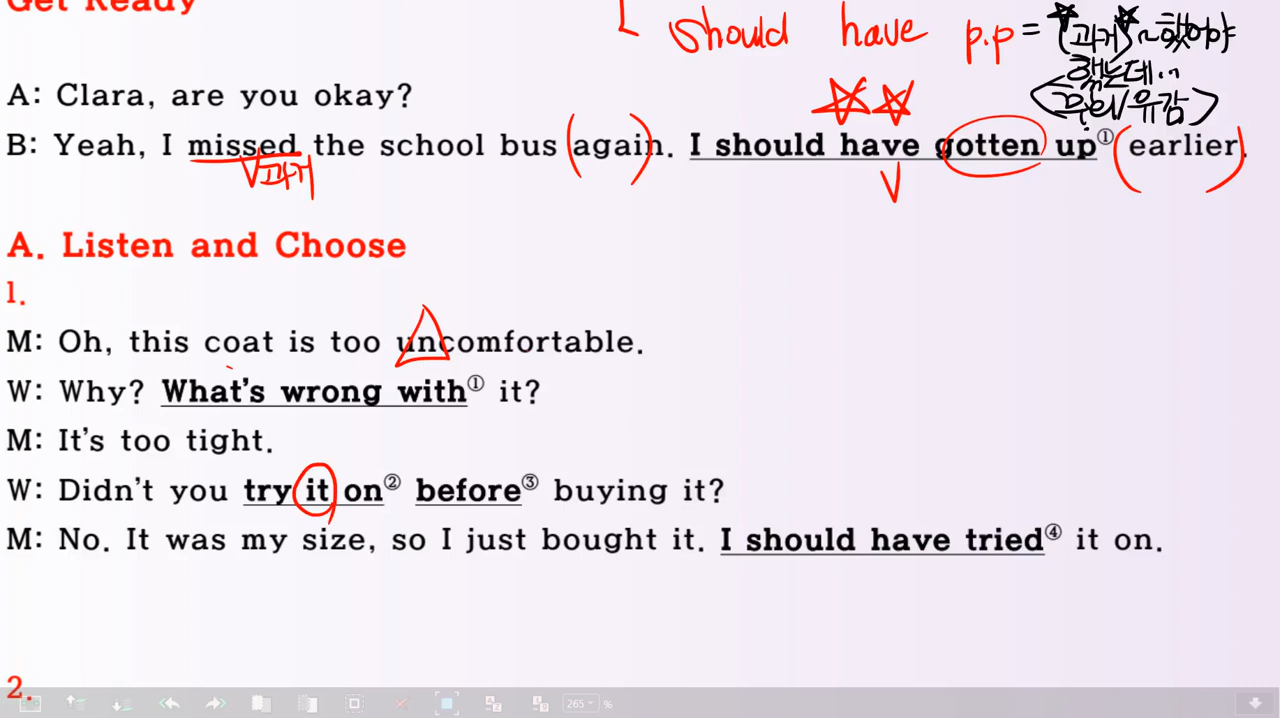 Get Ready
should have p.p = (과거) ~했어야
했는데...
<후회/유감>
A: Clara, are you okay?
B: Yeah, I missed the school bus (again). I should have gotten up① (earlier).
과거
A. Listen and Choose
1.
M: Oh, this coat is too uncomfortable.
W: Why? What's wrong with① it?
M: It's too tight.
W: Didn't you try it on② before③ buying it?
M: No. It was my size, so I just bought it. I should have tried④ it on.
2.
265 %